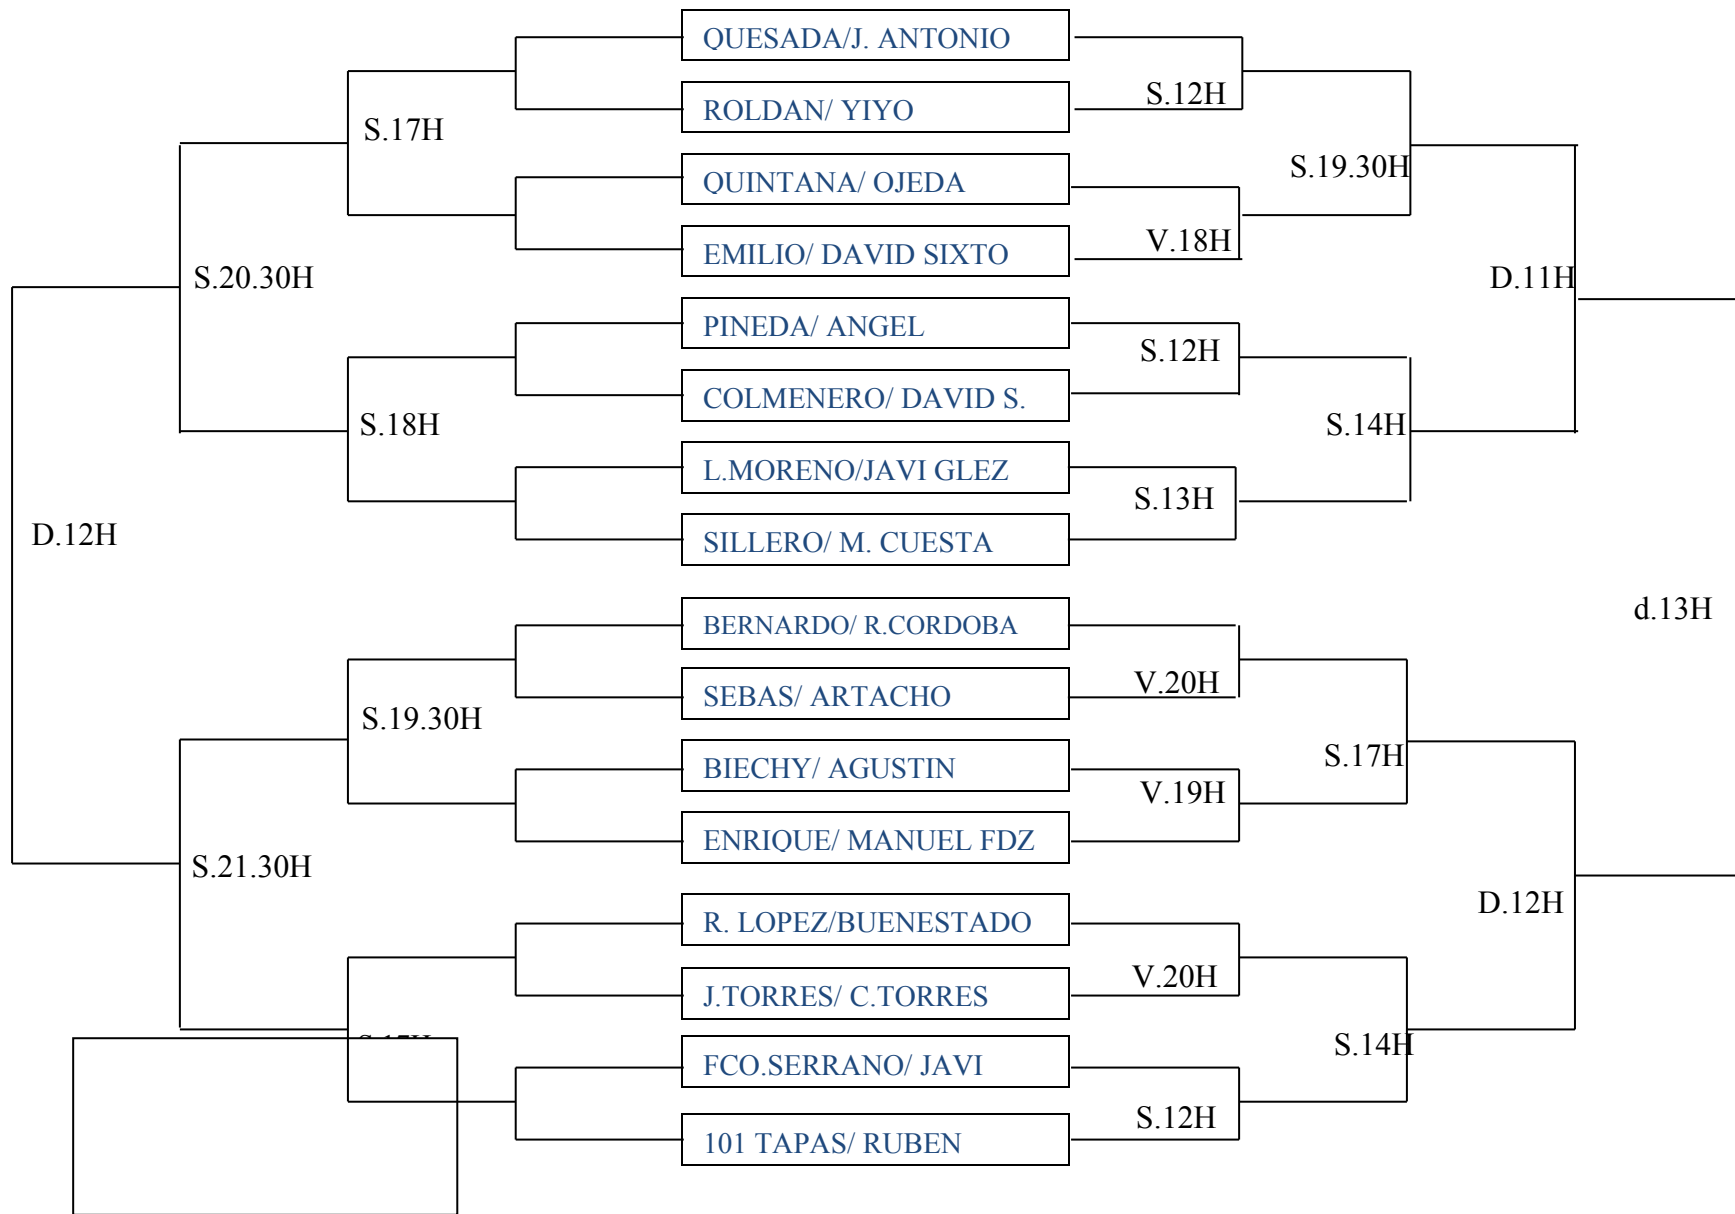 QUESADA/J. ANTONIO
S.12H
ROLDAN/ YIYO
S.17H
S.19.30H
QUINTANA/ OJEDA
V.18H
EMILIO/ DAVID SIXTO
S.20.30H
D.11H
PINEDA/ ANGEL
S.12H
COLMENERO/ DAVID S.
S.18H
S.14H
L.MORENO/JAVI GLEZ
S.13H
SILLERO/ M. CUESTA
D.12H
d.13H
BERNARDO/ R.CORDOBA
V.20H
SEBAS/ ARTACHO
S.19.30H
S.17H
BIECHY/ AGUSTIN
V.19H
ENRIQUE/ MANUEL FDZ
S.21.30H
D.12H
R. LOPEZ/BUENESTADO
V.20H
J.TORRES/ C.TORRES
S.14H
FCO.SERRANO/ JAVI
S.12H
101 TAPAS/ RUBEN